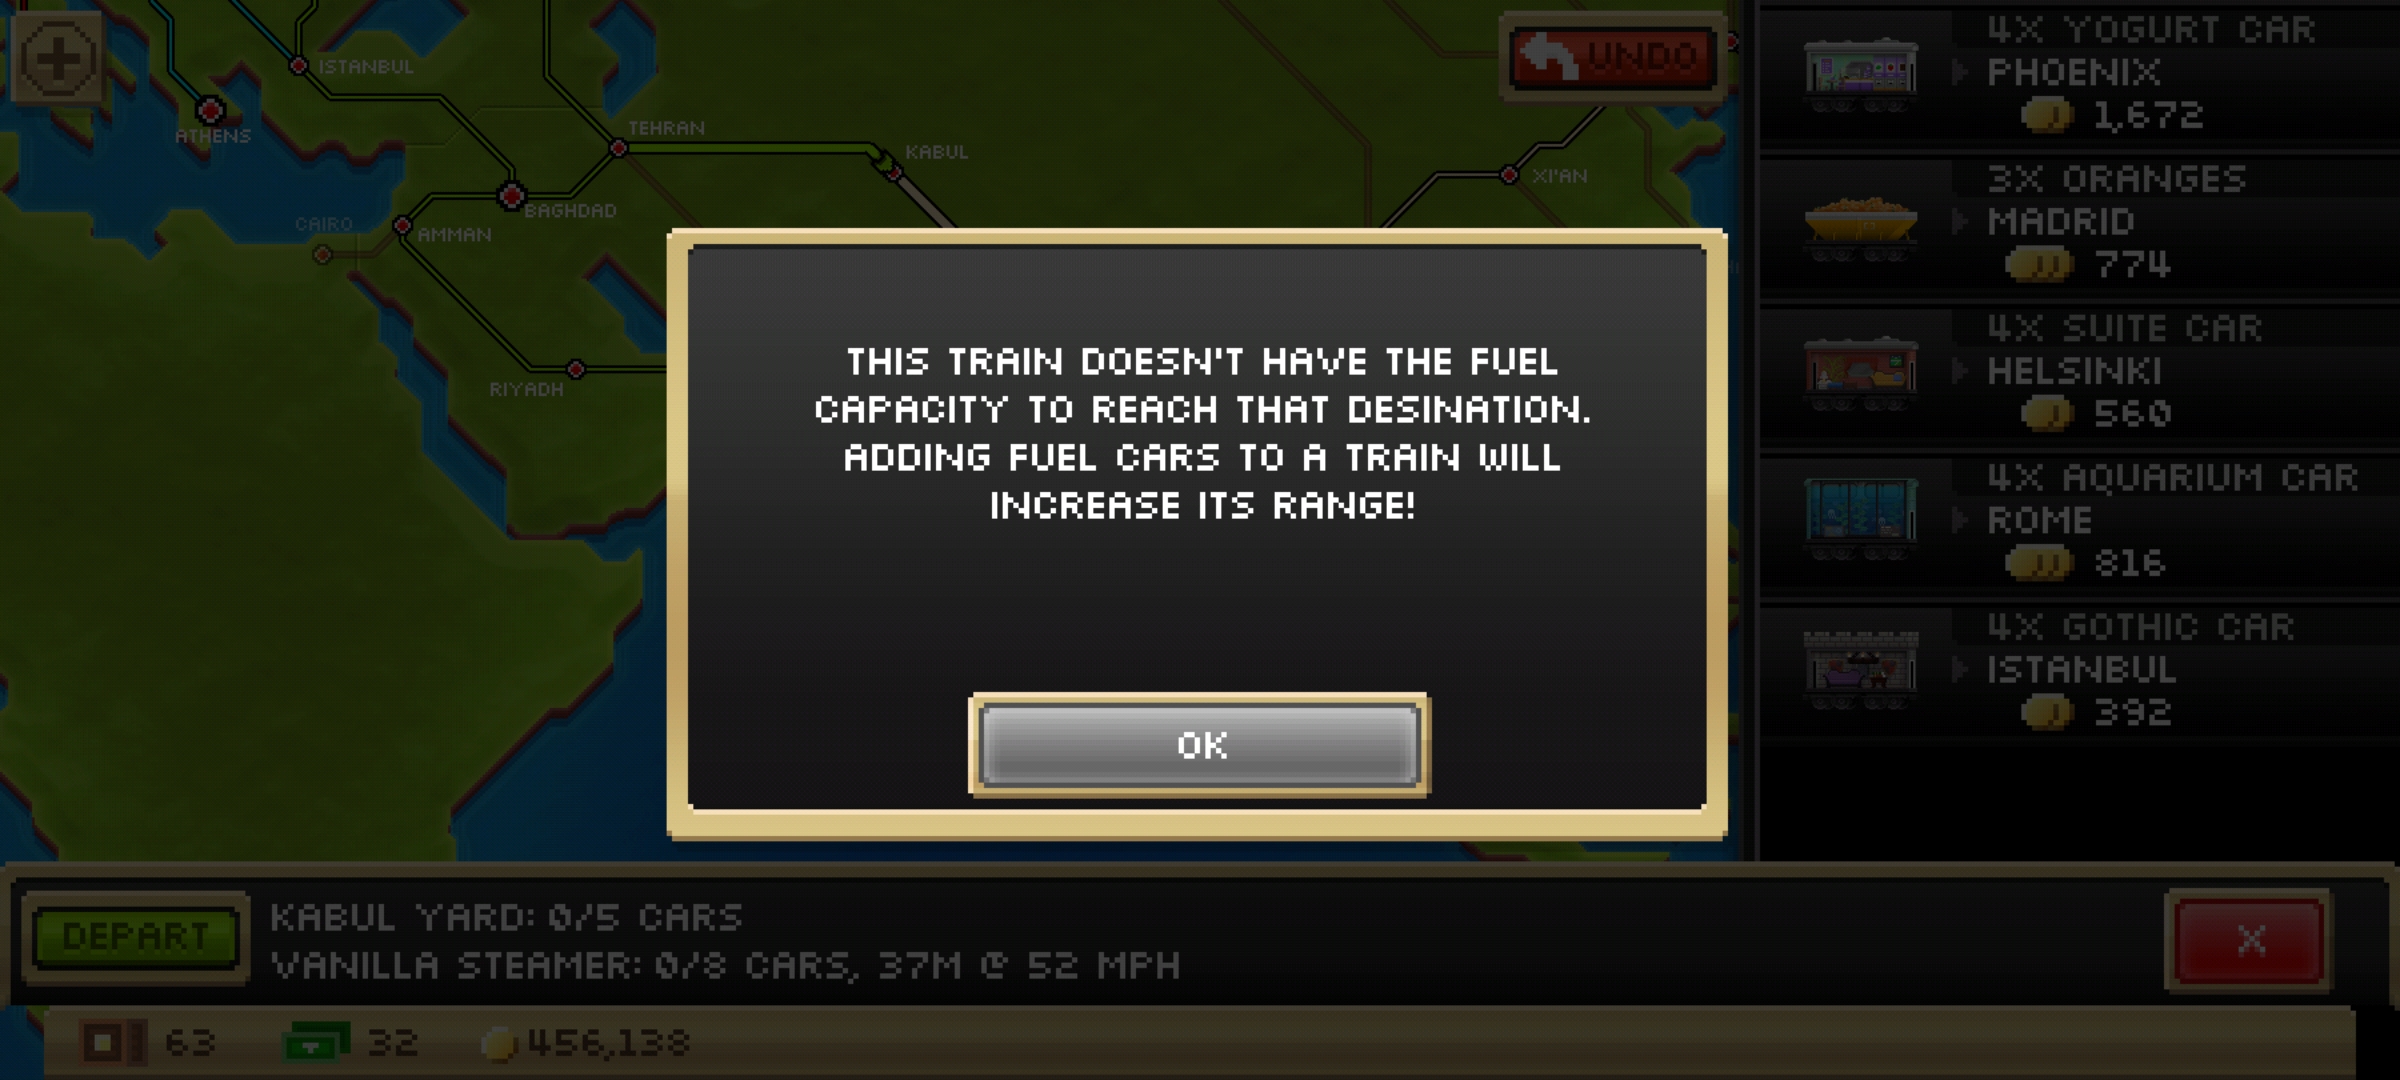 ISTANBUL
ATHENS
TEHRAN
KABUL
BAGHDAD
CAIRO
AMMAN
RIYADH
XI'AN
UNDO
THIS TRAIN DOESN'T HAVE THE FUEL
CAPACITY TO REACH THAT DESINATION.
ADDING FUEL CARS TO A TRAIN WILL
INCREASE ITS RANGE!
OK
4X YOGURT CAR
PHOENIX
1,672
3X ORANGES
MADRID
774
4X SUITE CAR
HELSINKI
560
4X AQUARIUM CAR
ROME
816
4X GOTHIC CAR
ISTANBUL
392
DEPART
KABUL YARD: 0/5 CARS
VANILLA STEAMER: 0/8 CARS, 37M @ 52 MPH
X
63
32
456,138